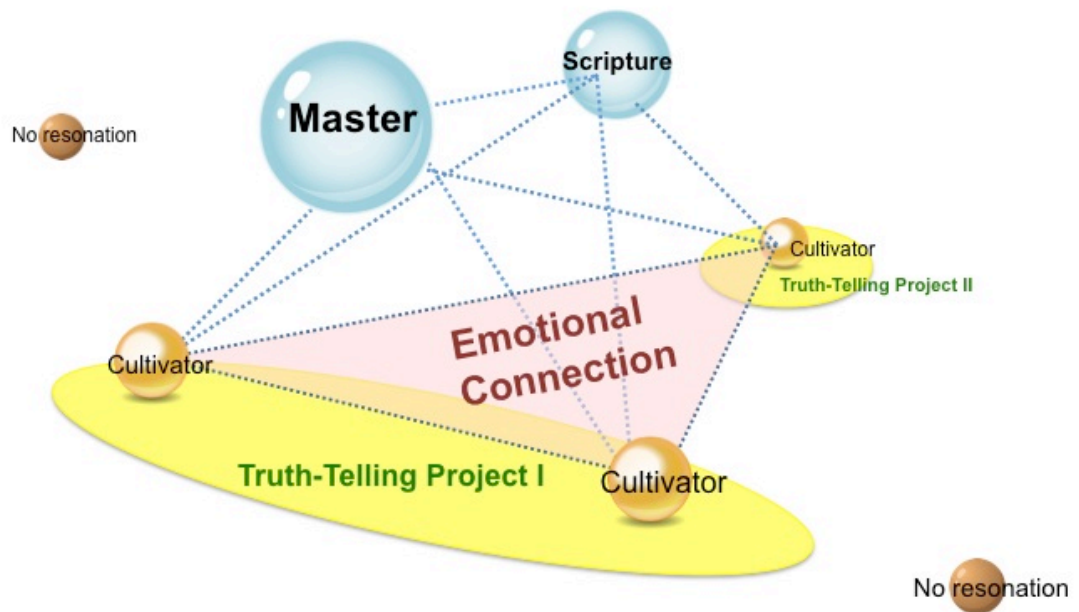 Scripture
Master
No resonation
Cultivator
Truth-Telling Project II
Emotional
Connection
Cultivator
Truth-Telling Project I
Cultivator
No resonation